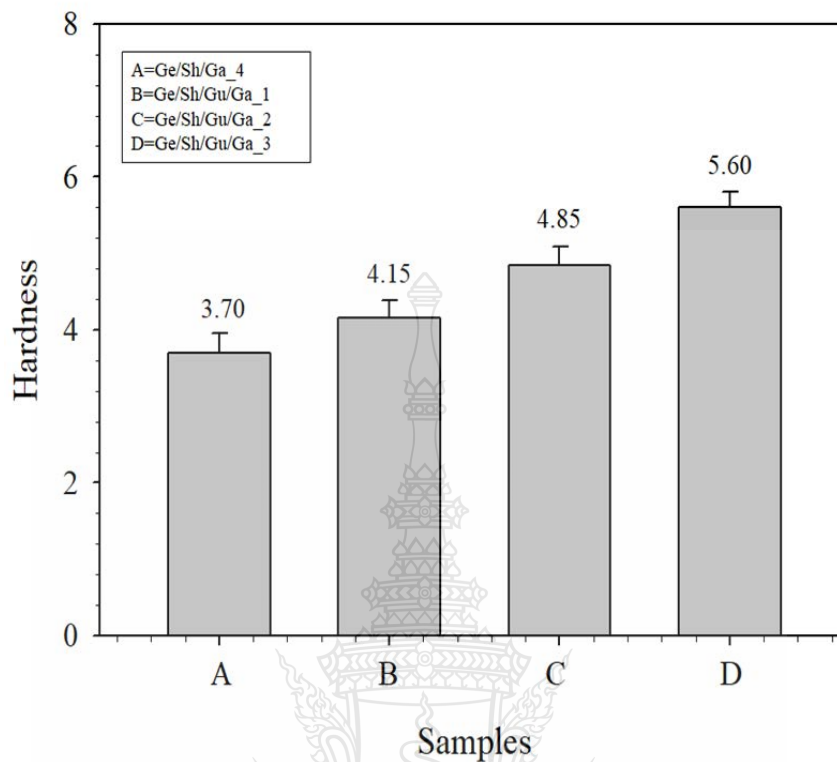 8
A=Ge/Sh/Ga_4
B=Ge/Sh/Gu/Ga_1
C=Ge/Sh/Gu/Ga_2
D=Ge/Sh/Gu/Ga_3
6
5.60
4.85
4.15
3.70
4
Hardness
2
0
A B C D
Samples